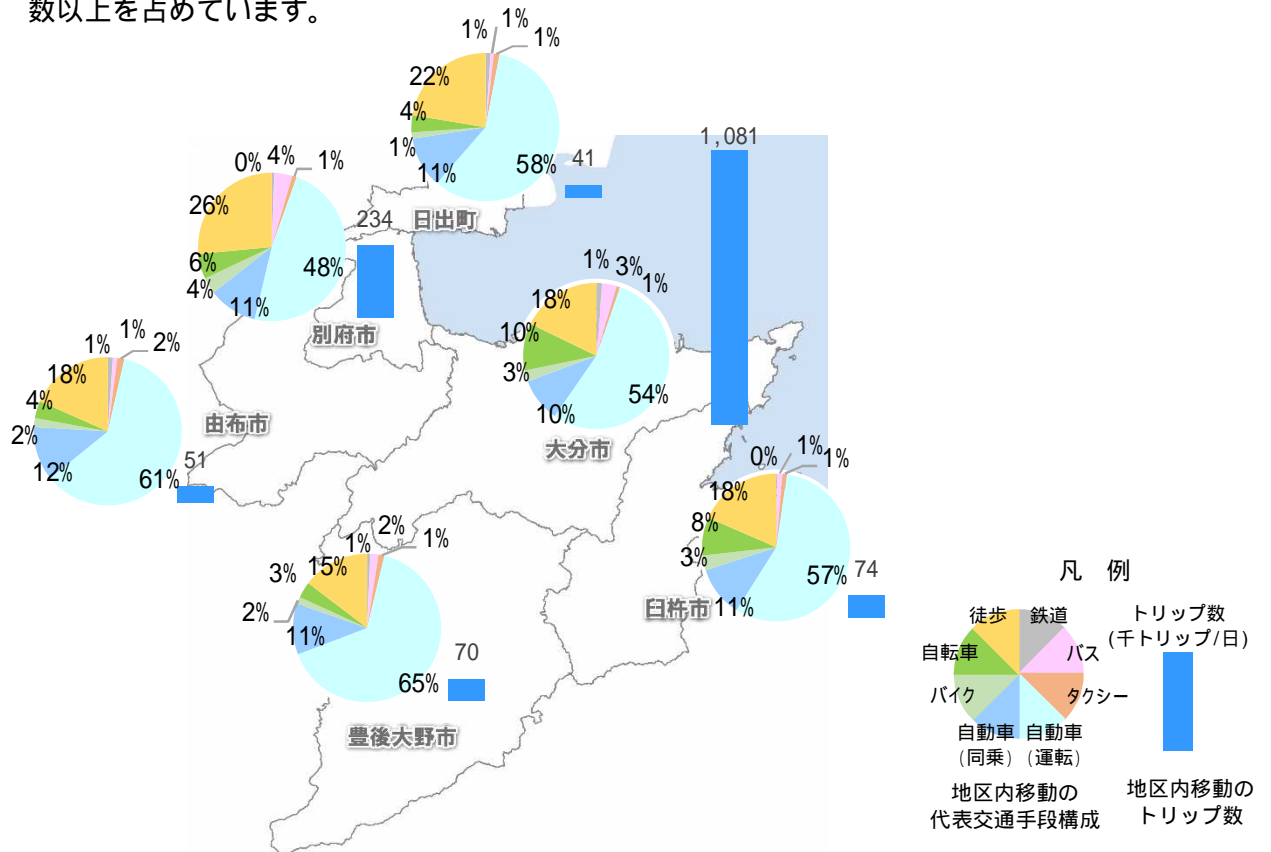 数以上を占めています。
1%
1%
1%
22%
4%
1%
11%
58%
41
日出町
0%
4%
1%
26%
6%
4%
11%
48%
234
別府市
1,081
1%
3%
1%
18%
10%
3%
10%
54%
大分市
1%
1%
2%
18%
4%
2%
12%
61%
51
由布市
0%
1%
1%
18%
8%
3%
11%
57%
74
臼杵市
1%
2%
1%
15%
3%
2%
11%
65%
70
豊後大野市
凡 例
徒歩
鉄道
自転車
バス
バイク
タクシー
自動車
(同乗)
自動車
(運転)
地区内移動の
代表交通手段構成
トリップ数
(千トリップ/日)
地区内移動の
トリップ数